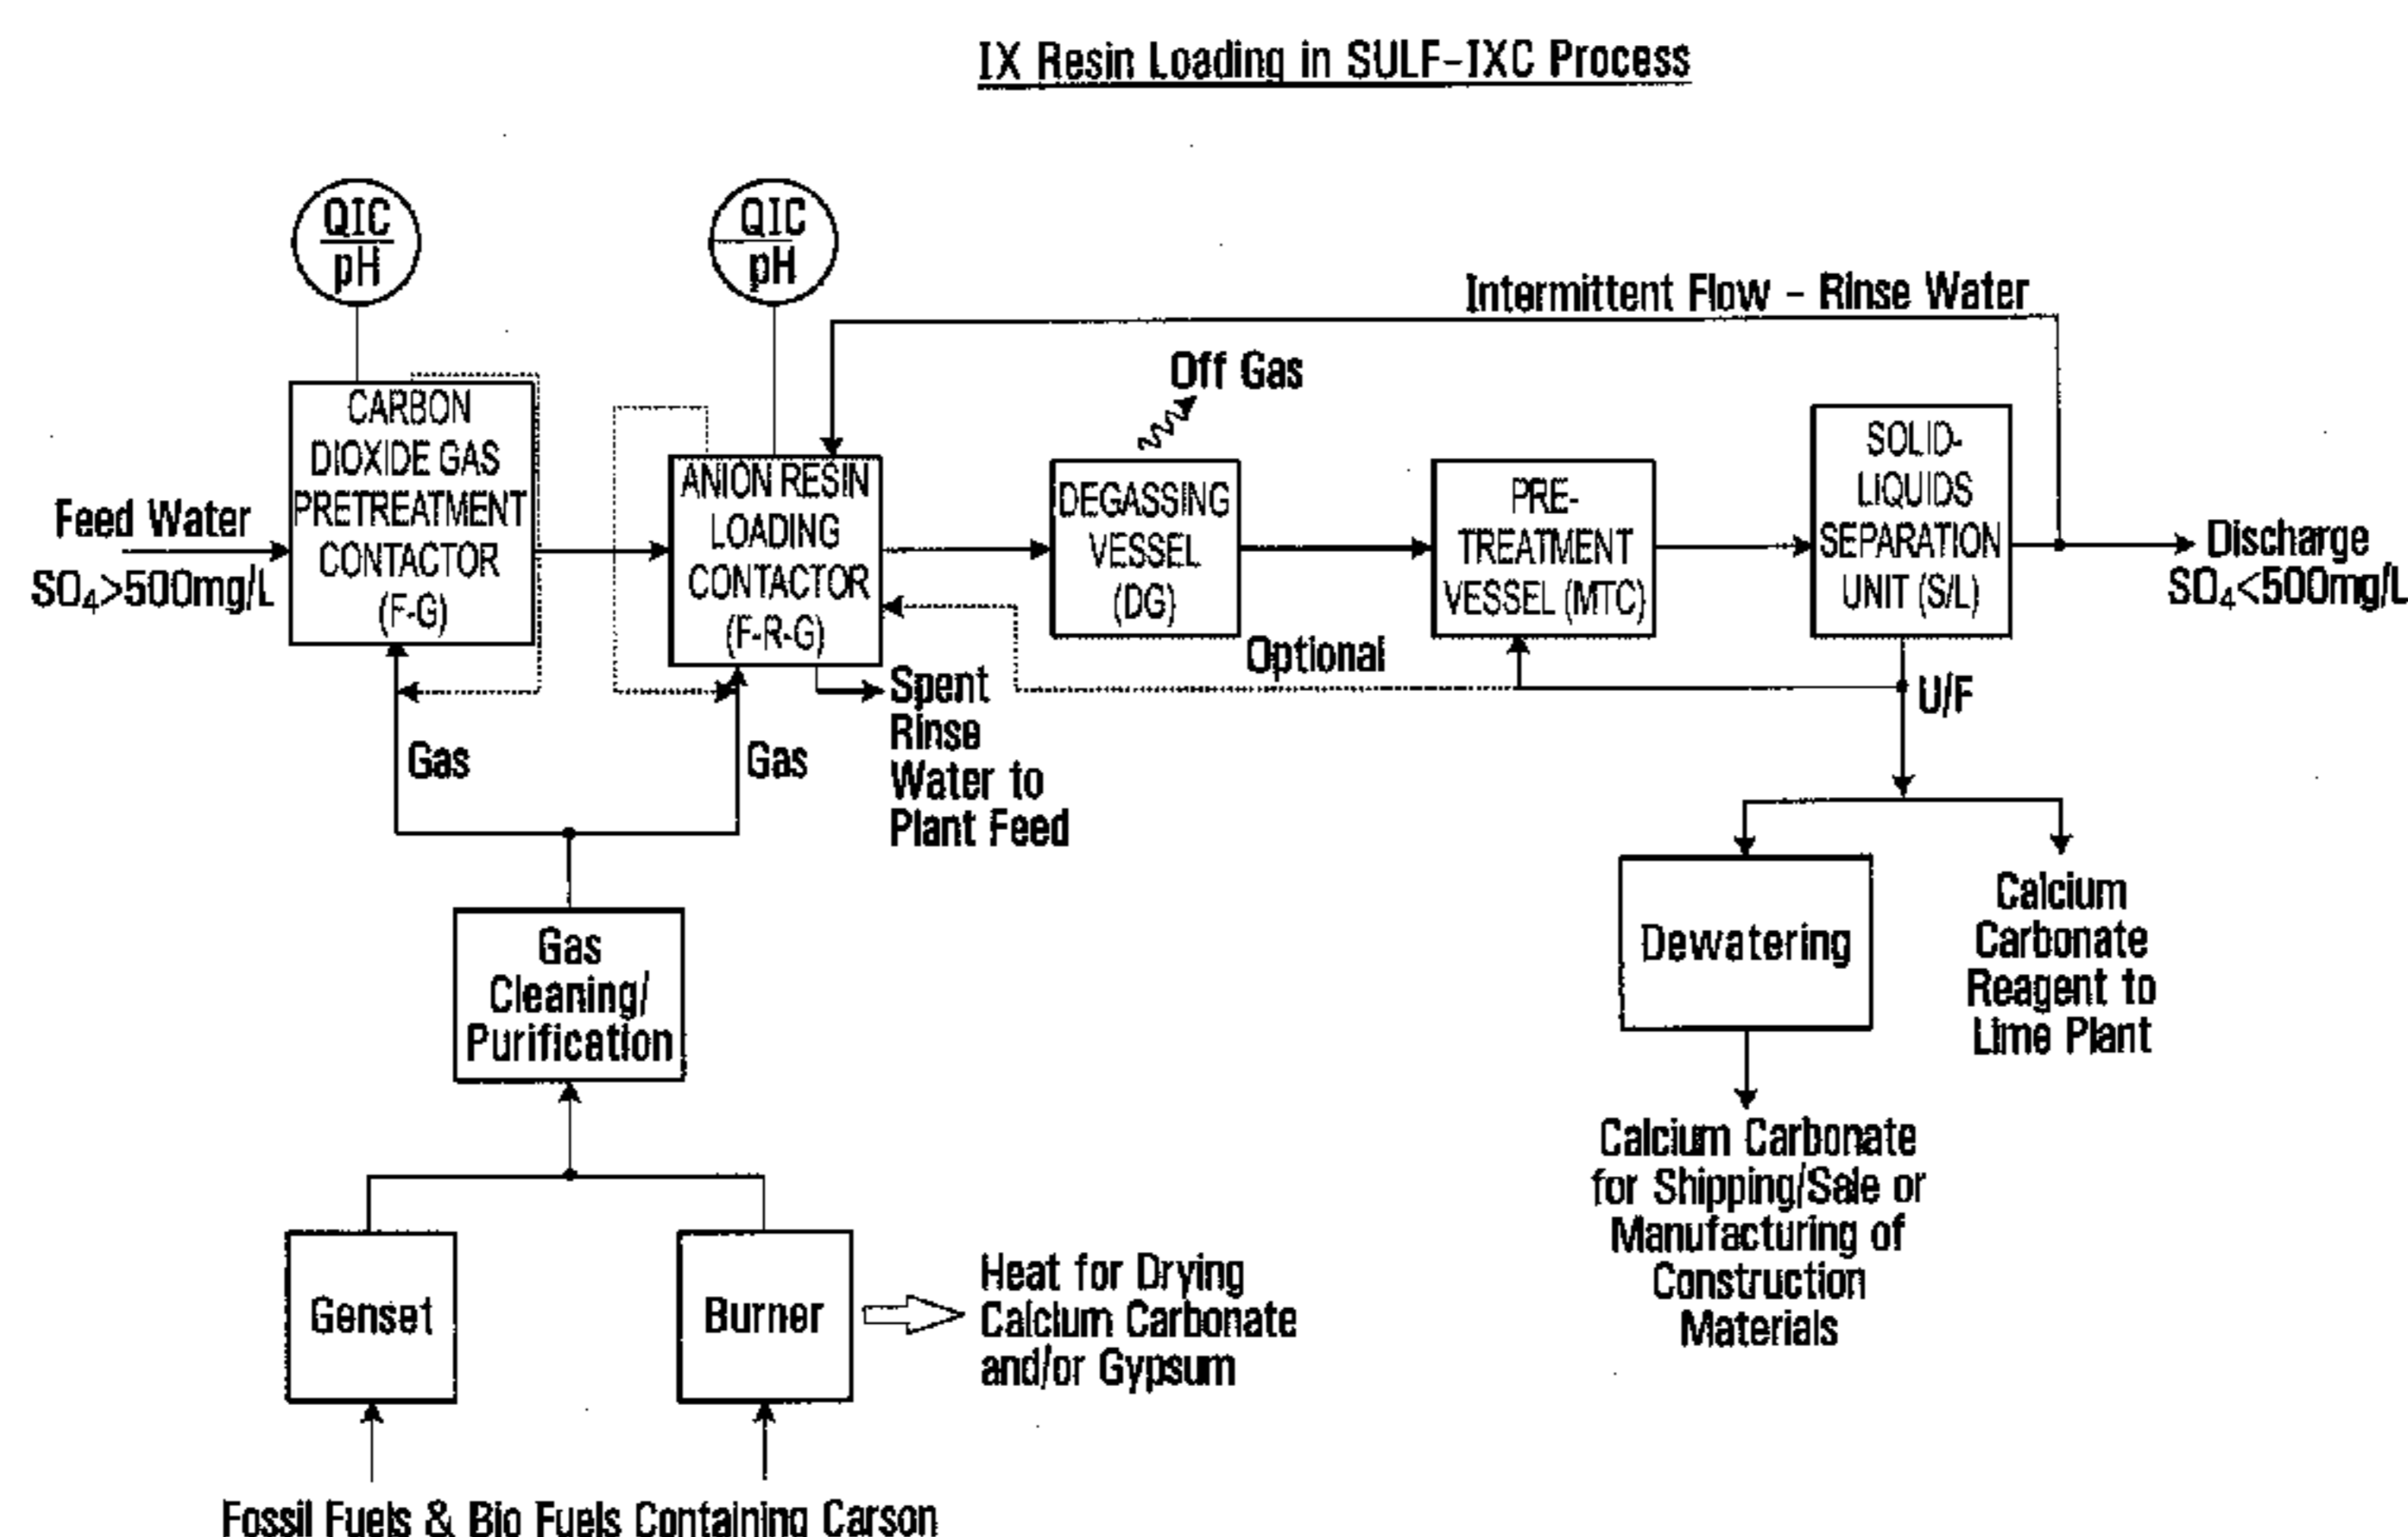 IX Resin Loading in SULF-IXC Process
QIC
pH
QIC
pH
Intermittent Flow - Rinse Water
Off Gas
CARBON
DIOXIDE GAS
PRETREATMENT
CONTACTOR
(F-G)
ANION RESIN
LOADING
CONTACTOR
(F-R-G)
DEGASSING
VESSEL
(DG)
PRE-
TREATMENT
VESSEL (MTC)
SOLID-
LIQUIDS
SEPARATION
UNIT (S/L)
Feed Water
SO₄>500mg/L
Discharge
SO₄<500mg/L
Optional
U/F
Spent
Rinse
Water to
Plant Feed
Gas
Gas
Gas
Cleaning/
Purification
Dewatering
Calcium
Carbonate
Reagent to
Lime Plant
Calcium Carbonate
for Shipping/Sale or
Manufacturing of
Construction
Materials
Genset
Burner
Heat for Drying
Calcium Carbonate
and/or Gypsum
Fossil Fuels & Bio Fuels Containing Carson